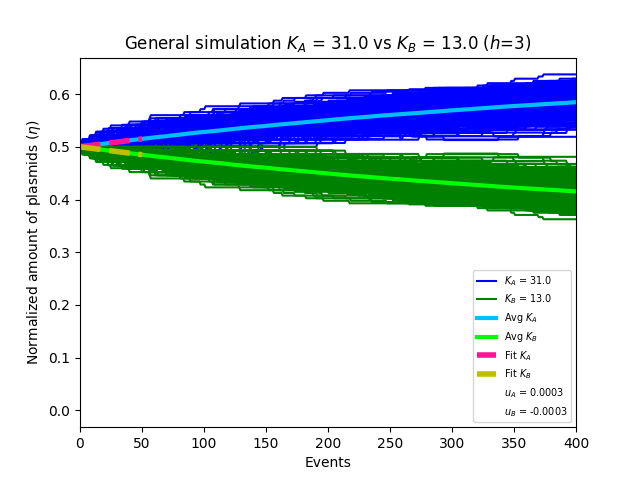 General simulation K_A = 31.0 vs K_B = 13.0 (h=3)
Normalized amount of plasmids (η)
0.6
0.5
0.4
0.3
0.2
0.1
0.0
K_A = 31.0
K_B = 13.0
Avg K_A
Avg K_B
Fit K_A
Fit K_B
u_A = 0.0003
u_B = -0.0003
0 50 100 150 200 250 300 350 400
Events